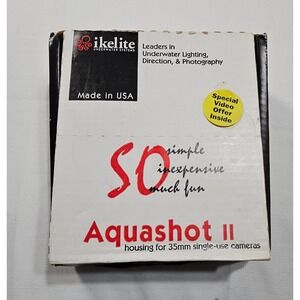 ikelite
UNDERWATER SYSTEMS
Leaders in
Underwater Lighting,
Direction, & Photography
Made in USA
Special
Video
Offer
Inside
SO simple
inexpensive
much fun
Aquashot II
housing for 35mm single-use cameras